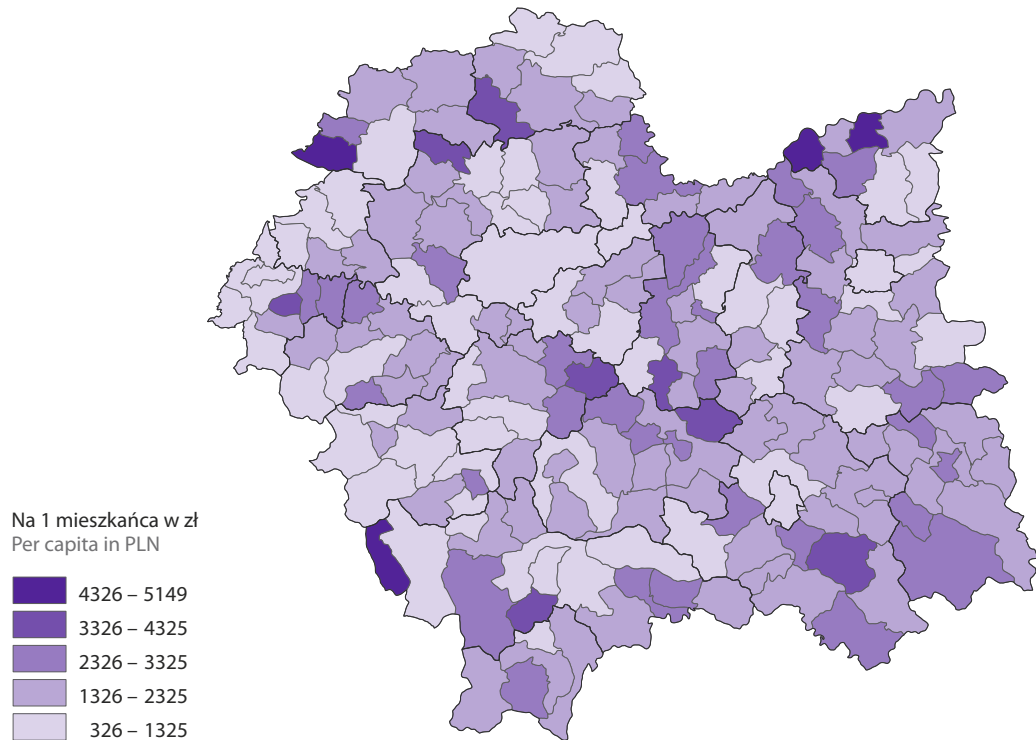 Na 1 mieszkańca w zł
Per capita in PLN
4326 – 5149
3326 – 4325
2326 – 3325
1326 – 2325
326 – 1325